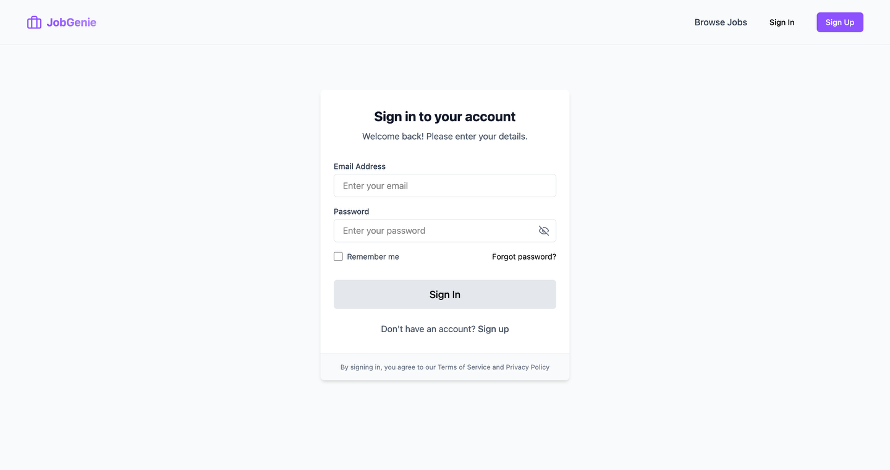 JobGenie
Browse Jobs
Sign In
Sign Up
Sign in to your account
Welcome back! Please enter your details.
Email Address
Enter your email
Password
Enter your password
Remember me
Forgot password?
Sign In
Don't have an account? Sign up
By signing in, you agree to our Terms of Service and Privacy Policy